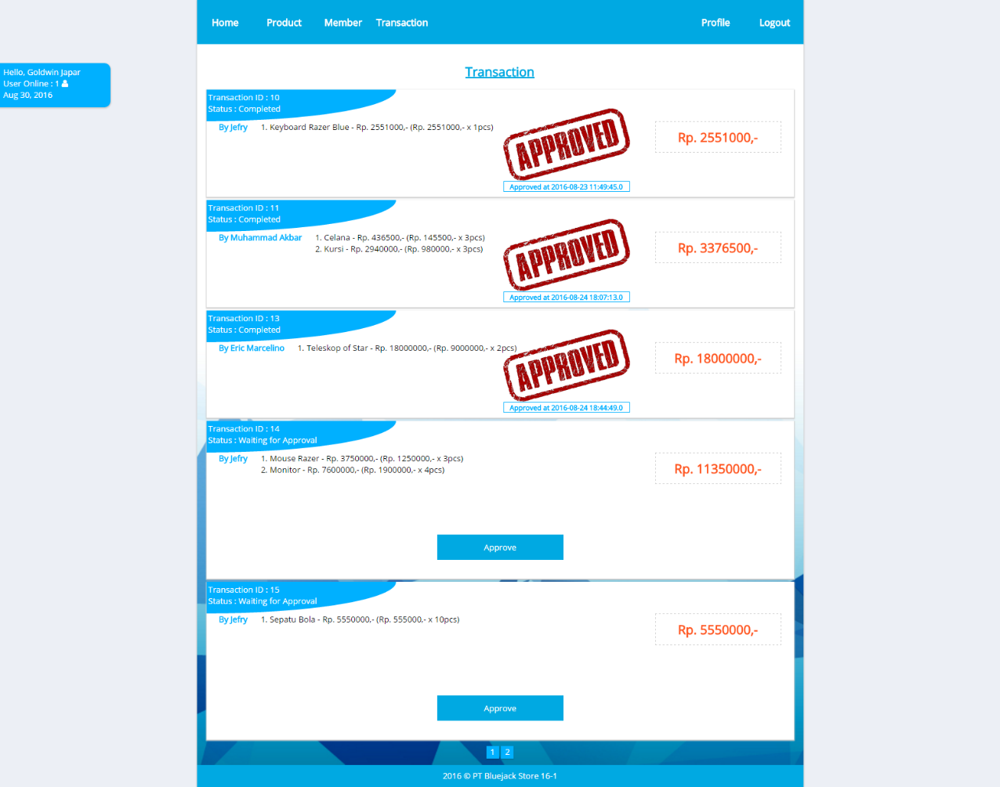 Home Product Member Transaction Profile Logout
Hello, Goldwin Japar
User Online : 1
Aug 30, 2016
Transaction
Transaction ID : 10
Status : Completed
By Jefry 1. Keyboard Razer Blue - Rp. 2551000,- (Rp. 2551000,- x 1pcs)
APPROVED
Rp. 2551000,-
Approved at 2016-08-23 11:49:45.0
Transaction ID : 11
Status : Completed
By Muhammad Akbar 1. Celana - Rp. 436500,- (Rp. 145500,- x 3pcs)
2. Kursi - Rp. 2940000,- (Rp. 980000,- x 3pcs)
APPROVED
Rp. 3376500,-
Approved at 2016-08-24 18:07:13.0
Transaction ID : 13
Status : Completed
By Eric Marcelino 1. Teleskop of Star - Rp. 18000000,- (Rp. 9000000,- x 2pcs)
APPROVED
Rp. 18000000,-
Approved at 2016-08-24 18:44:49.0
Transaction ID : 14
Status : Waiting for Approval
By Jefry 1. Mouse Razer - Rp. 3750000,- (Rp. 1250000,- x 3pcs)
2. Monitor - Rp. 7600000,- (Rp. 1900000,- x 4pcs)
Rp. 11350000,-
Approve
Transaction ID : 15
Status : Waiting for Approval
By Jefry 1. Sepatu Bola - Rp. 5550000,- (Rp. 555000,- x 10pcs)
Rp. 5550000,-
Approve
1 2
2016 © PT Bluejack Store 16-1